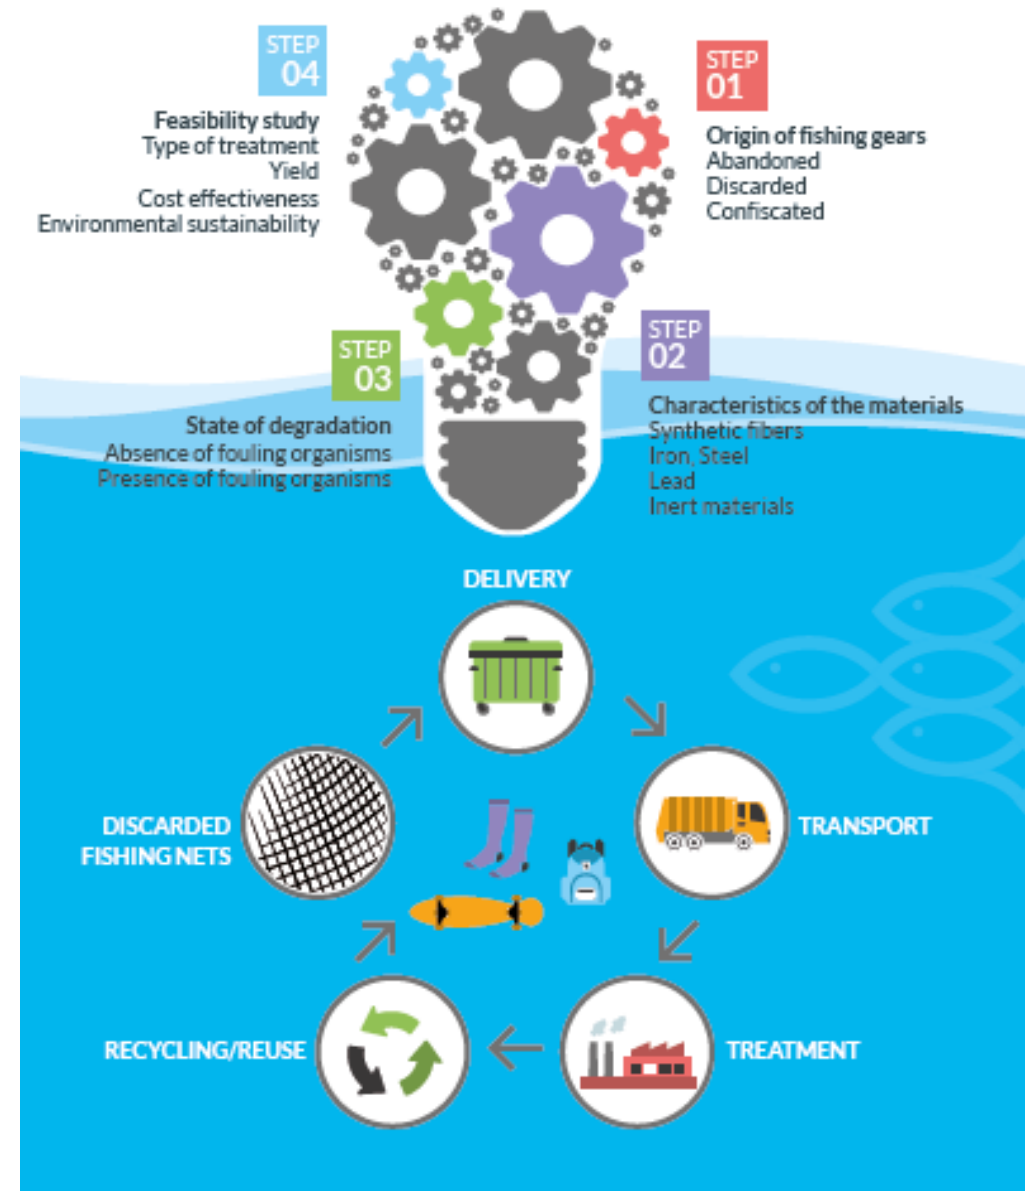 STEP
04
Feasibility study
Type of treatment
Yield
Cost effectiveness
Environmental sustainability
STEP
01
Origin of fishing gears
Abandoned
Discarded
Confiscated
STEP
03
State of degradation
Absence of fouling organisms
Presence of fouling organisms
STEP
02
Characteristics of the materials
Synthetic fibers
Iron, Steel
Lead
Inert materials
DELIVERY
DISCARDED
FISHING NETS
TRANSPORT
RECYCLING/REUSE
TREATMENT